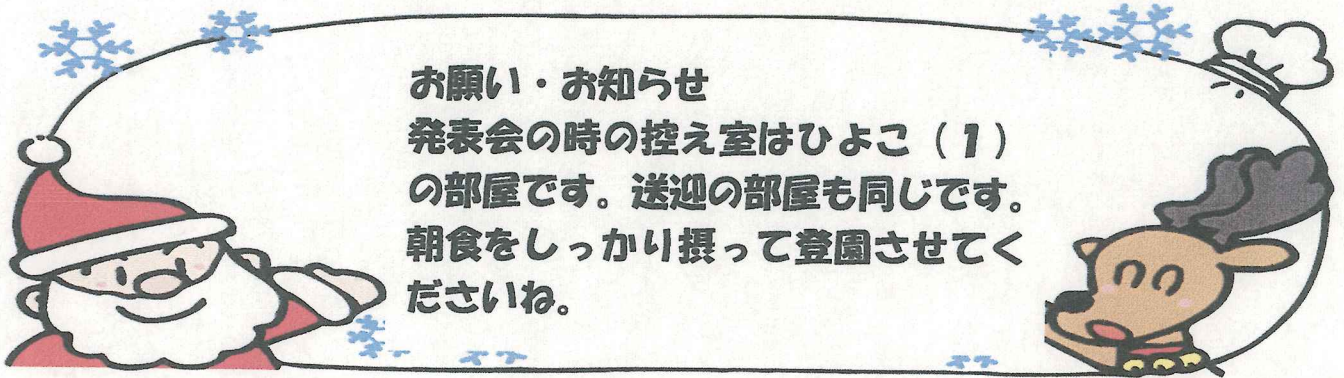 お願い・お知らせ
発表会の時の控え室はひよこ（1）
の部屋です。送迎の部屋も同じです。
朝食をしっかり摂って登園させてく
ださいね。